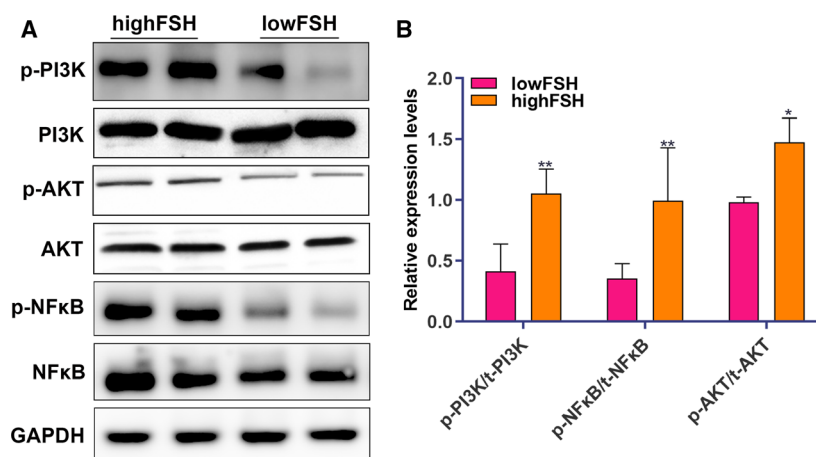 A
highFSH lowFSH
p-PI3K
PI3K
p-AKT
AKT
p-NFκB
NFκB
GAPDH
B
lowFSH
highFSH
Relative expression levels
2.0
1.5
1.0
0.5
0.0
**
**
*
p-PI3K/t-PI3K
p-NFκB/t-NFκB
p-AKT/t-AKT